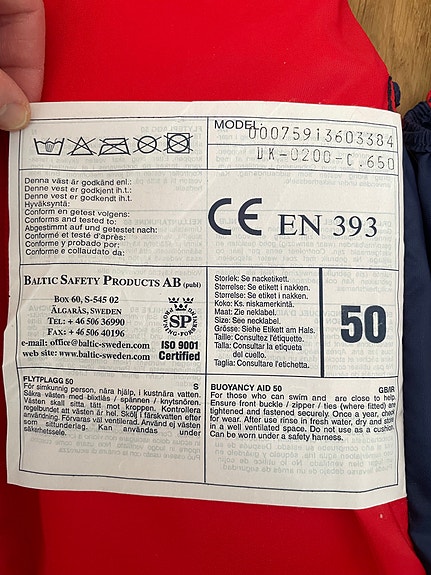 MODEL:
00075913603384
DK-0200-C.650
Denna väst är godkänd enl.:
Denne vest er godkjent ih.t.:
Denne vest er godkendt ih.t.:
Hyväksyntä:
Conform en getest volgens:
Conforms and tested to:
Abgestimmt auf und getestet nach:
Conformé et testé d'après:
Conforme y probado por:
Conforme e collaudato da:
CE EN 393
BALTIC SAFETY PRODUCTS AB (publ)
BOX 60, S-545 02
ÄLGARÅS, SWEDEN
TEL: + 46 506 36990
FAX: + 46 506 40196
e-mail: office@baltic-sweden.com
web site: www.baltic-sweden.com
SP
ISO 9001
Certified
Storlek: Se nacketikett.
Størrelse: Se etikett i nakken.
Størrelse: Se etikett i nakken.
Koko: Ks. niskamerkintä.
Maat: Zie neklabel.
Size: See necklabel.
Grösse: Siehe Etikett am Hals.
Taille: Consultez l'étiquette.
Talla: Consultar la etiqueta
del cuello.
Taglia: Consultare l'etichetta.
50
FLYTPLAGG 50 S
För simkunnig person, nära hjälp, i kustnära vatten.
Säkra västen med blixtlås / spännen / knytsnören.
Västen skall sitta tätt mot kroppen. Kontrollera
regelbundet att västen är hel. Skölj i färskvatten efter
användning. Förvaras väl ventilerad. Använd ej västen
som sittunderlag. Kan användas under
säkerhetssele.
BUOYANCY AID 50 GB/IR
For those who can swim and are close to help.
Ensure front buckle / zipper / ties (where fitted) are
tightened and fastened securely. Once a year, check
for wear. After use rinse in fresh water, dry and store
in a well ventilated space. Do not use as a cushion.
Can be worn under a safety harness.